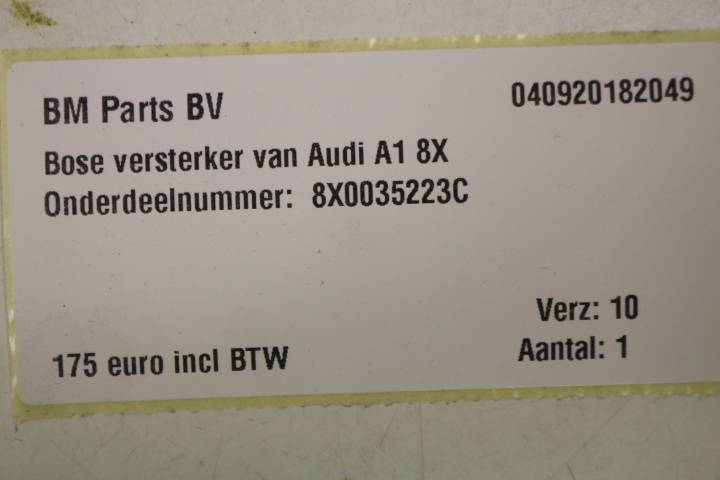 BM Parts BV
040920182049
Bose versterker van Audi A1 8X
Onderdeelnummer: 8X0035223C
Verz: 10
175 euro incl BTW
Aantal: 1